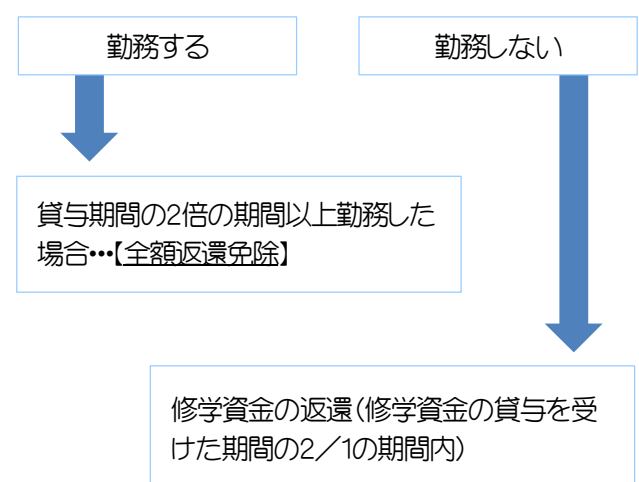 勤務する
勤務しない
貸与期間の2倍の期間以上勤務した
場合•••【全額返還免除】
修学資金の返還(修学資金の貸与を受
けた期間の2／1の期間内)